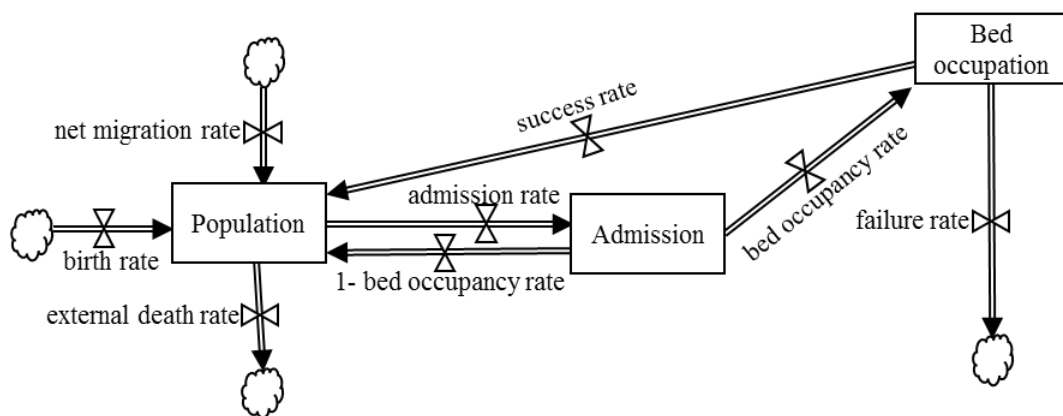 Bed
occupation
success rate
net migration rate
bed occupancy rate
admission rate
Population
Admission
failure rate
birth rate
1- bed occupancy rate
external death rate